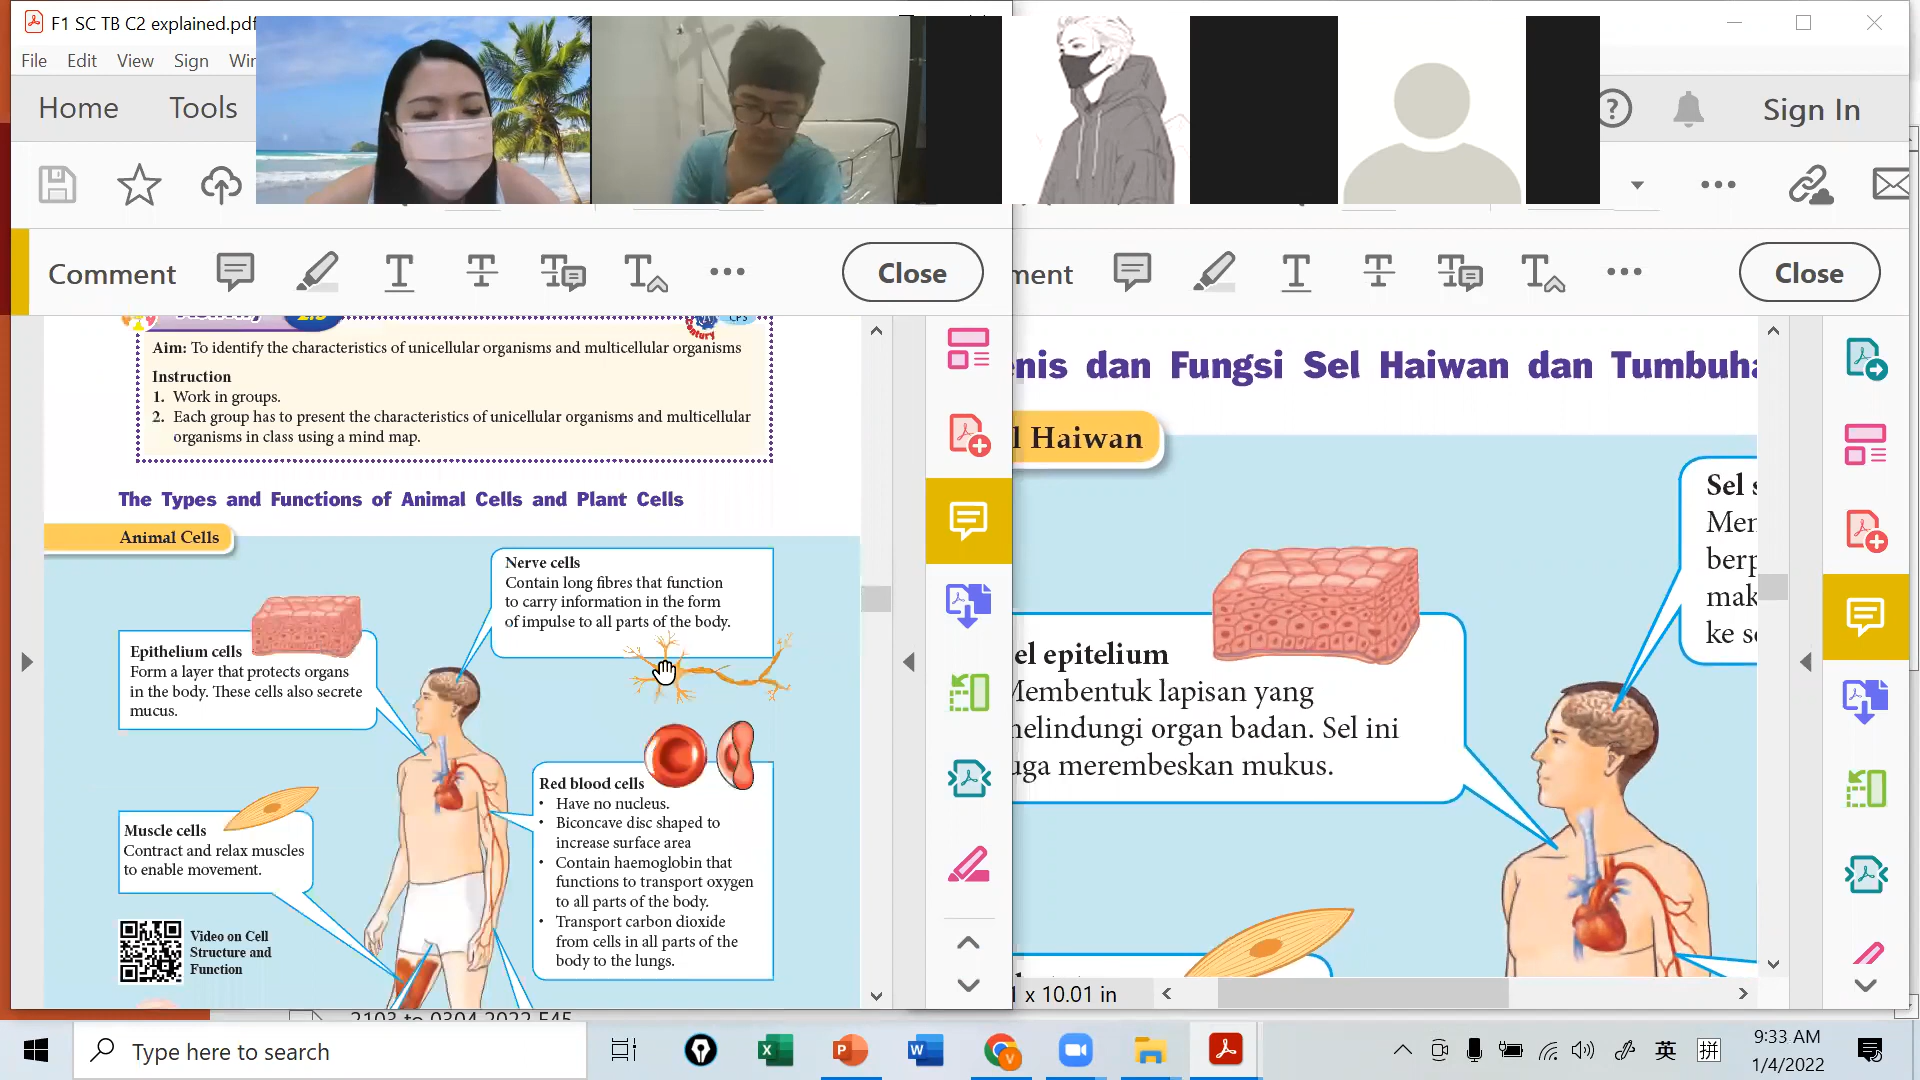 F1 SC TB C2 explained.pdf
File Edit View Sign
Home Tools
Sign In
Comment
Close
Close
Aim: To identify the characteristics of unicellular organisms and multicellular organisms
Instruction
1. Work in groups.
2. Each group has to present the characteristics of unicellular organisms and multicellular
organisms in class using a mind map.
The Types and Functions of Animal Cells and Plant Cells
Animal Cells
Nerve cells
Contain long fibres that function
to carry information in the form
of impulse to all parts of the body.
Epithelium cells
Form a layer that protects organs
in the body. These cells also secrete
mucus.
Red blood cells
• Have no nucleus.
• Biconcave disc shaped to
increase surface area
• Contain haemoglobin that
functions to transport oxygen
to all parts of the body.
• Transport carbon dioxide
from cells in all parts of the
body to the lungs.
Muscle cells
Contract and relax muscles
to enable movement.
Video on Cell
Structure and
Function
enis dan Fungsi Sel Haiwan dan Tumbuha
l Haiwan
Sel s
Men
berp
mak
ke se
el epitelium
Membentuk lapisan yang
nelindungi organ badan. Sel ini
uga merembeskan mukus.
1 x 10.01 in
Type here to search
英 拼
9:33 AM
1/4/2022